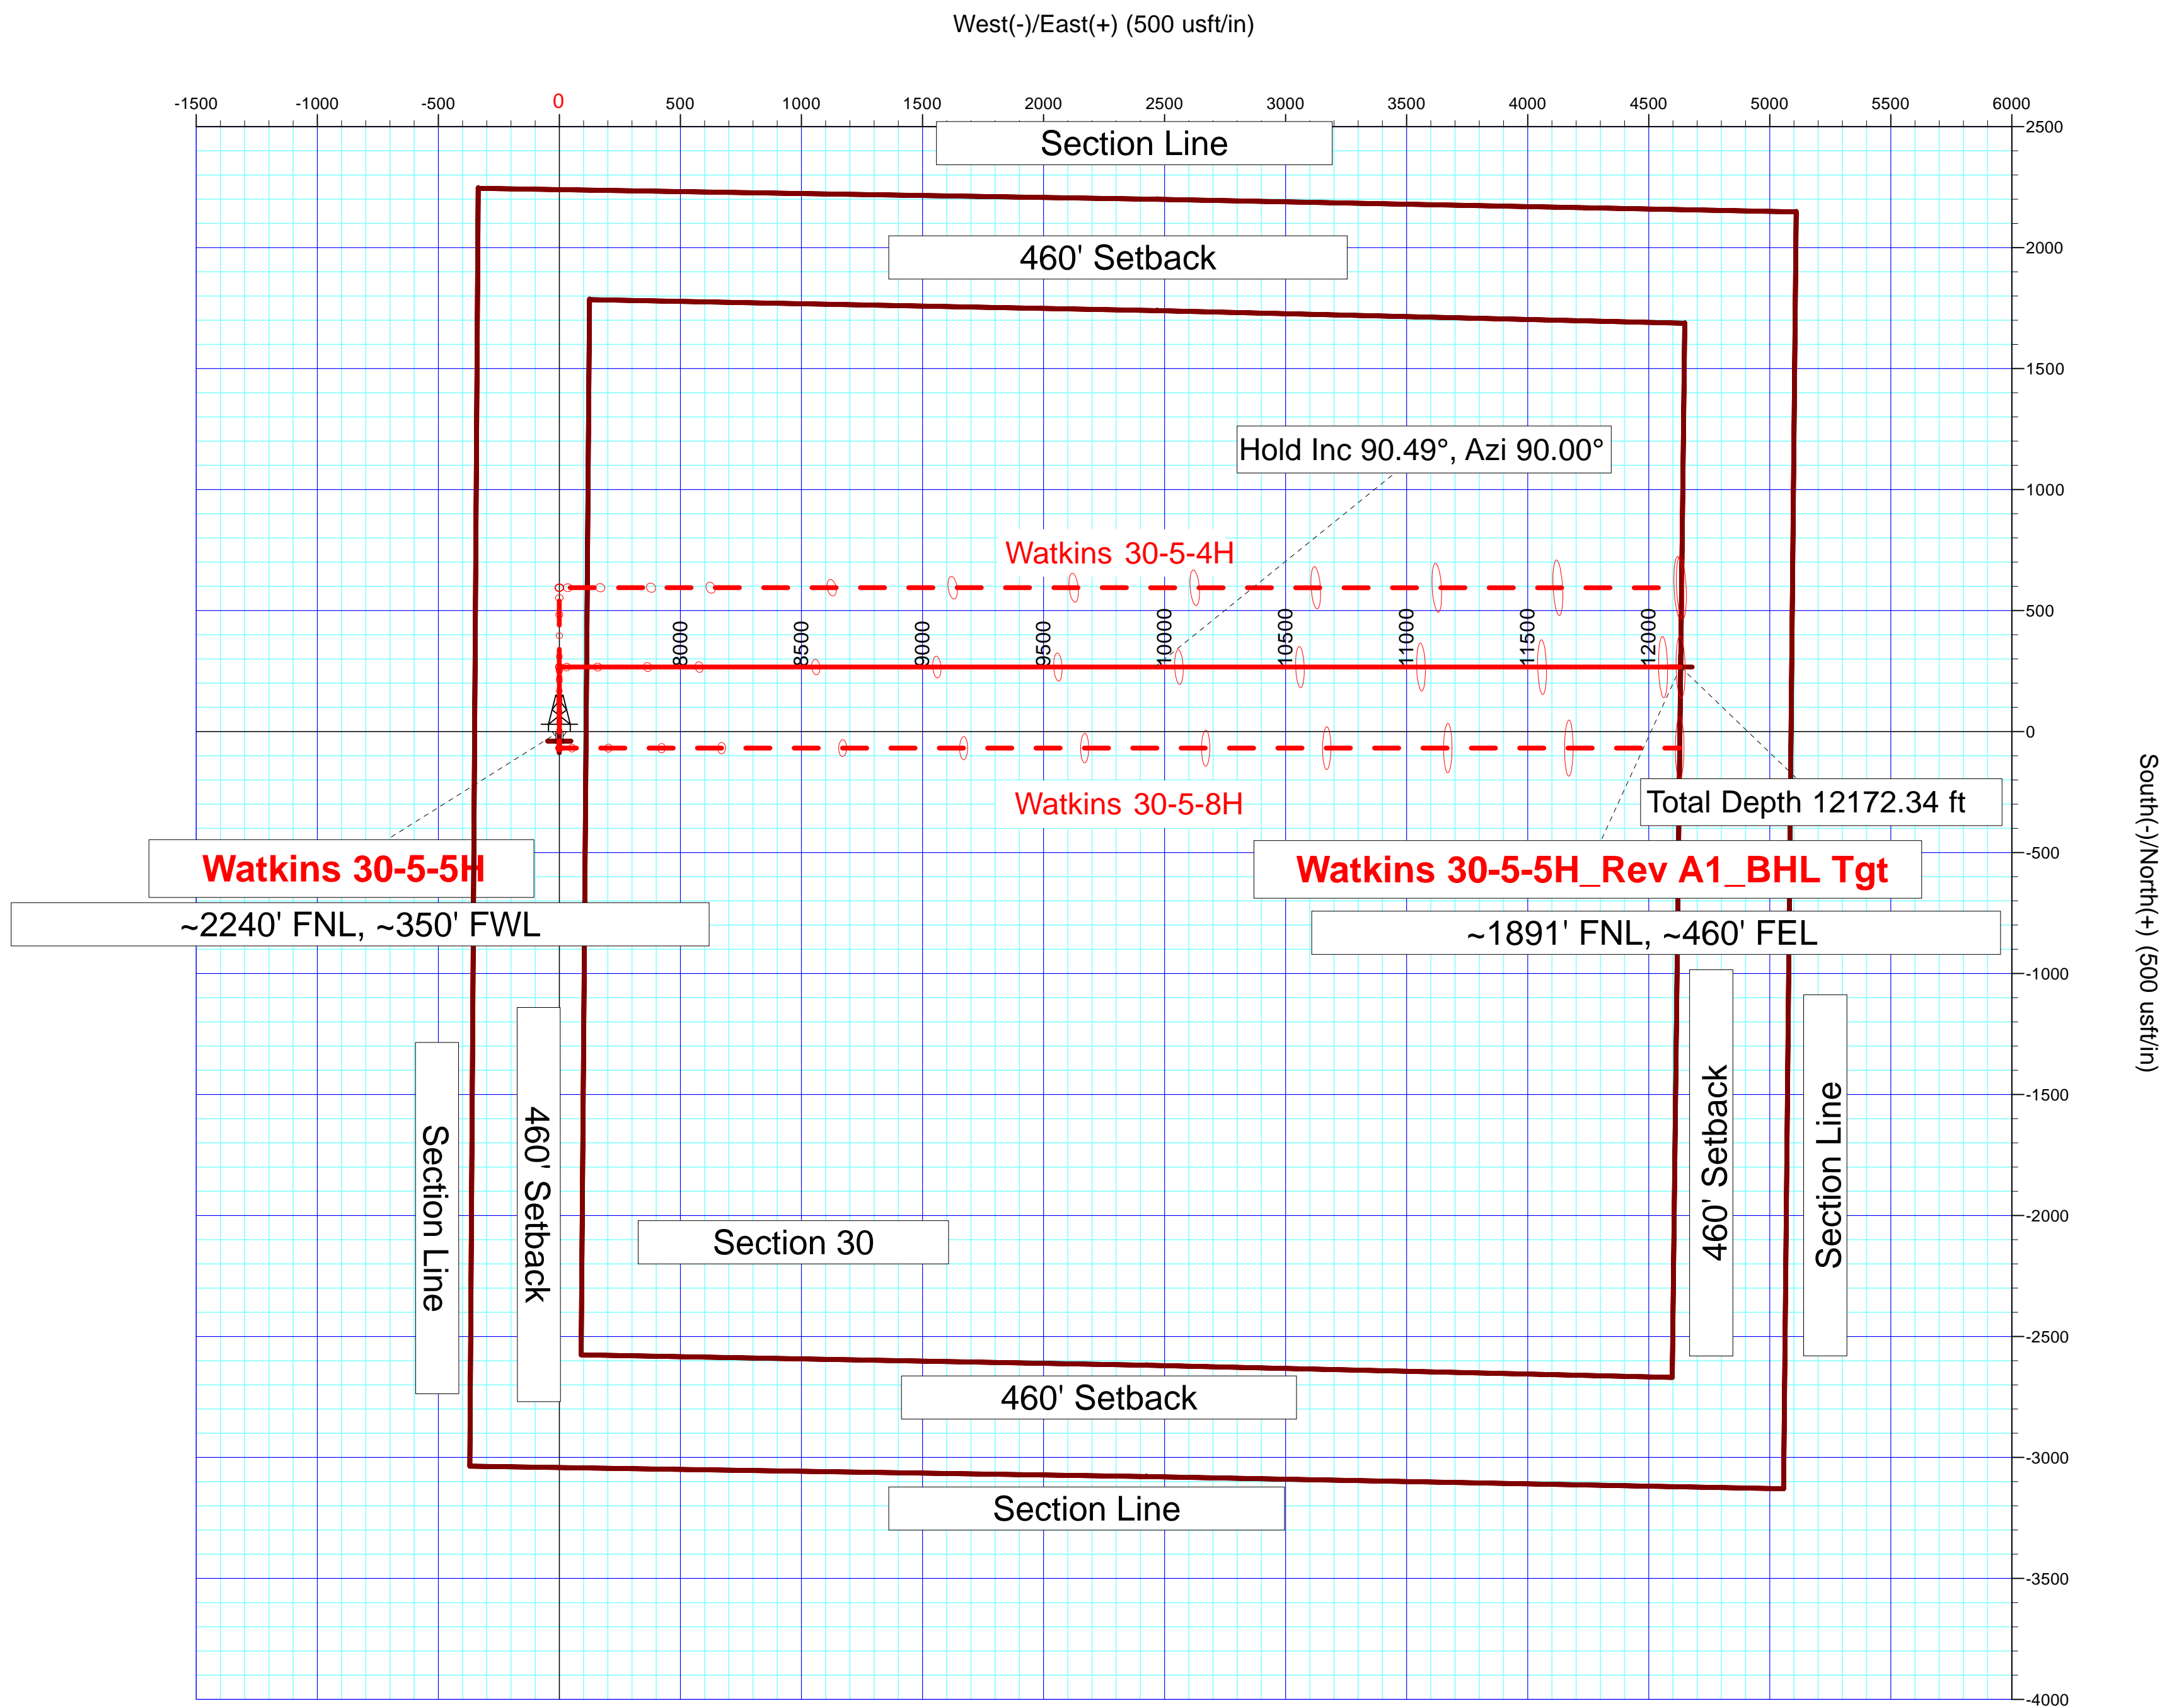 West(-)/East(+) (500 usft/in)
-1500 -1000 -500 0 500 1000 1500 2000 2500 3000 3500 4000 4500 5000 5500 6000
2500
Section Line
460' Setback
2000
1500
Hold Inc 90.49°, Azi 90.00°
1000
Watkins 30-5-4H
500
8000 8500 9000 9500 10000 10500 11000 11500 12000
0
Watkins 30-5-8H
Total Depth 12172.34 ft
-500
Watkins 30-5-5H
Watkins 30-5-5H_Rev A1_BHL Tgt
~2240' FNL, ~350' FWL
~1891' FNL, ~460' FEL
South(-)/North(+) (500 usft/in)
-1000
-1500
Section Line
460' Setback
460' Setback
Section Line
-2000
Section 30
-2500
460' Setback
-3000
Section Line
-3500
-4000